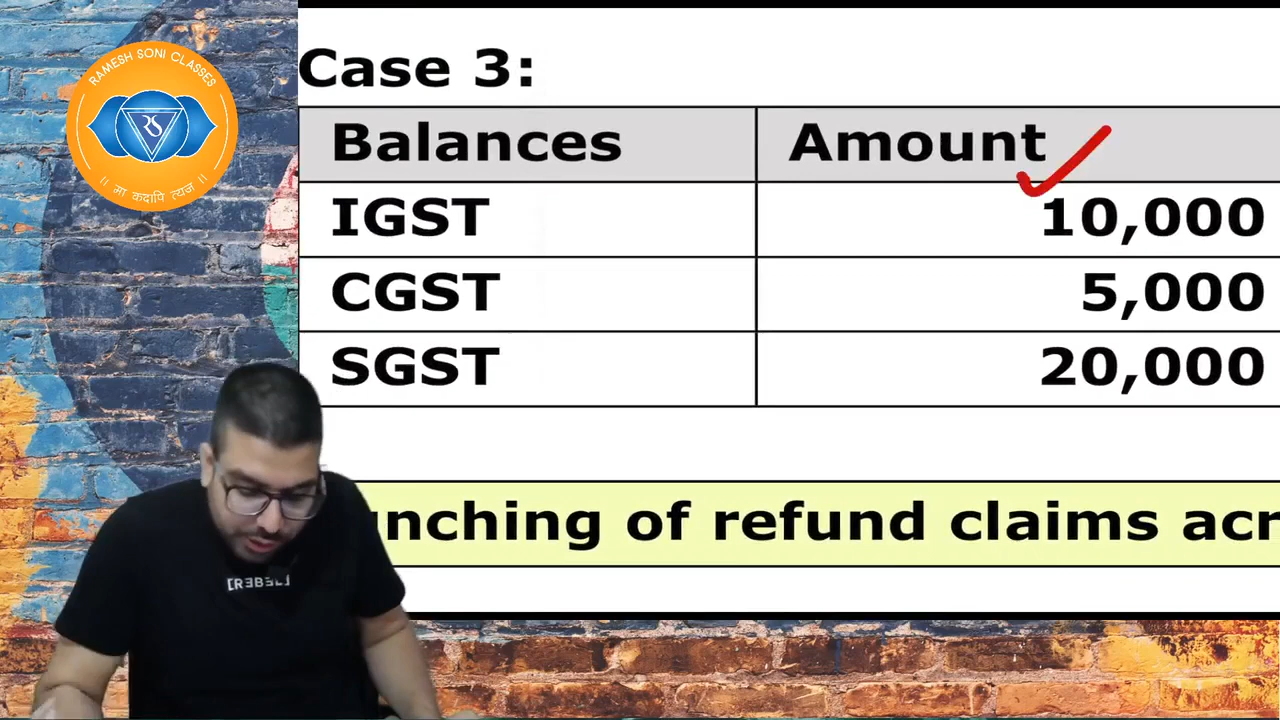 RAMESH SONI CLASSES
॥ मा कदापि त्यज ॥
Case 3:
Balances Amount
IGST 10,000
CGST 5,000
SGST 20,000
unching of refund claims acr
[REBEL]